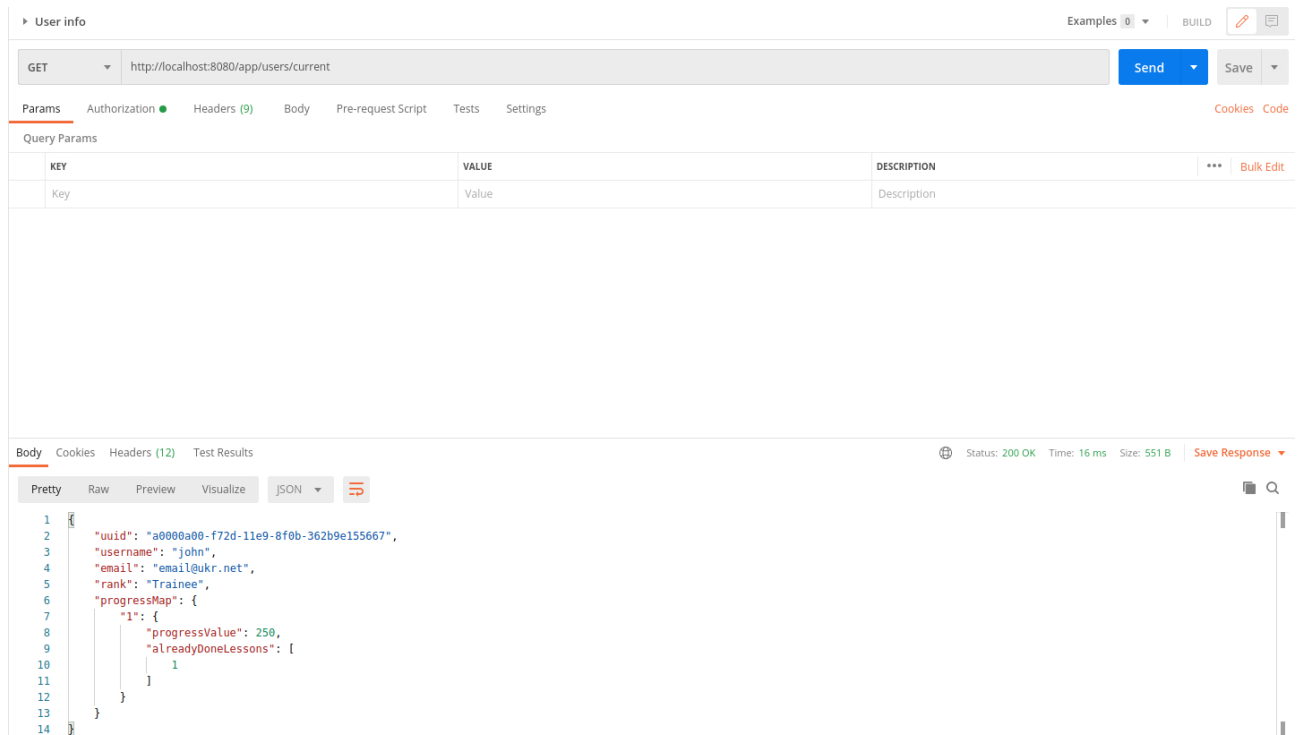 User info Examples 0 BUILD
GET http://localhost:8080/app/users/current Send Save
Params Authorization Headers (9) Body Pre-request Script Tests Settings Cookies Code
Query Params
KEY VALUE DESCRIPTION ••• Bulk Edit
Key Value Description
Body Cookies Headers (12) Test Results Status: 200 OK Time: 16 ms Size: 551 B Save Response
Pretty Raw Preview Visualize JSON
1 {
2 "uuid": "a0000a00-f72d-11e9-8f0b-362b9e155667",
3 "username": "john",
4 "email": "email@ukr.net",
5 "rank": "Trainee",
6 "progressMap": {
7 "1": {
8 "progressValue": 250,
9 "alreadyDoneLessons": [
10 1
11 ]
12 }
13 }
14 }